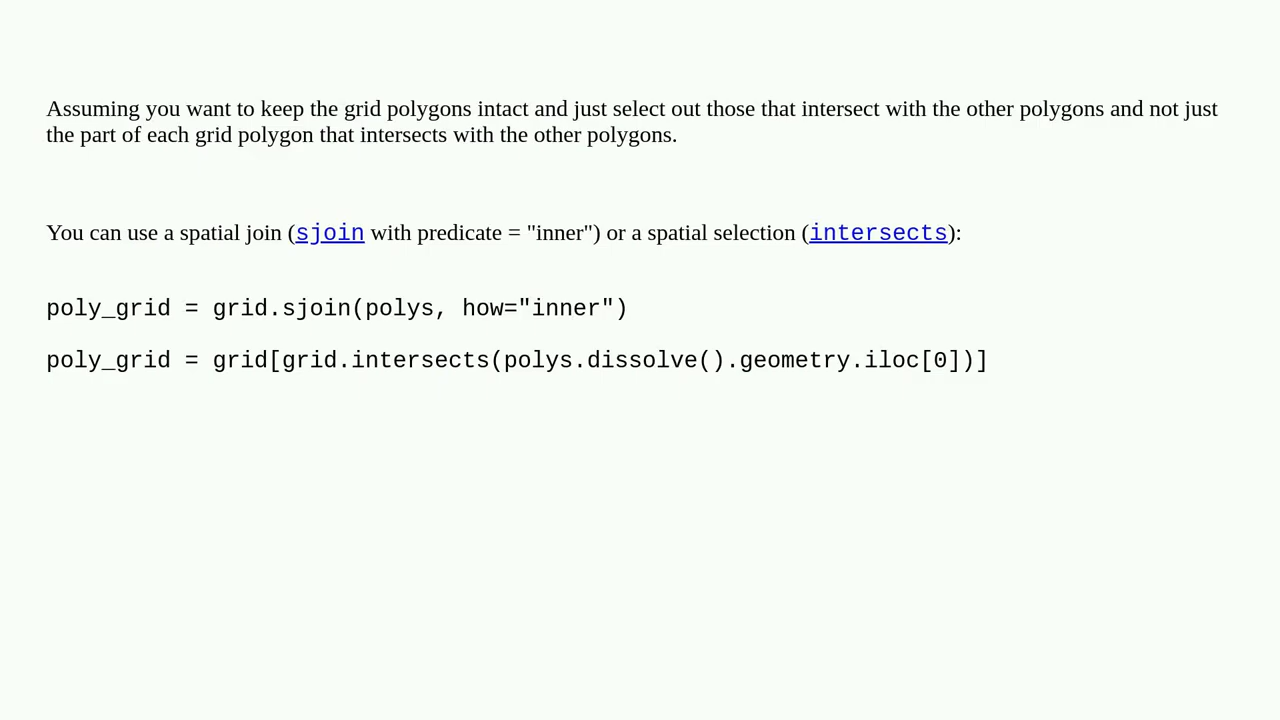 Assuming you want to keep the grid polygons intact and just select out those that intersect with the other polygons and not just
the part of each grid polygon that intersects with the other polygons.
You can use a spatial join (sjoin with predicate = "inner") or a spatial selection (intersects):
poly_grid = grid.sjoin(polys, how="inner")
poly_grid = grid[grid.intersects(polys.dissolve().geometry.iloc[0])]